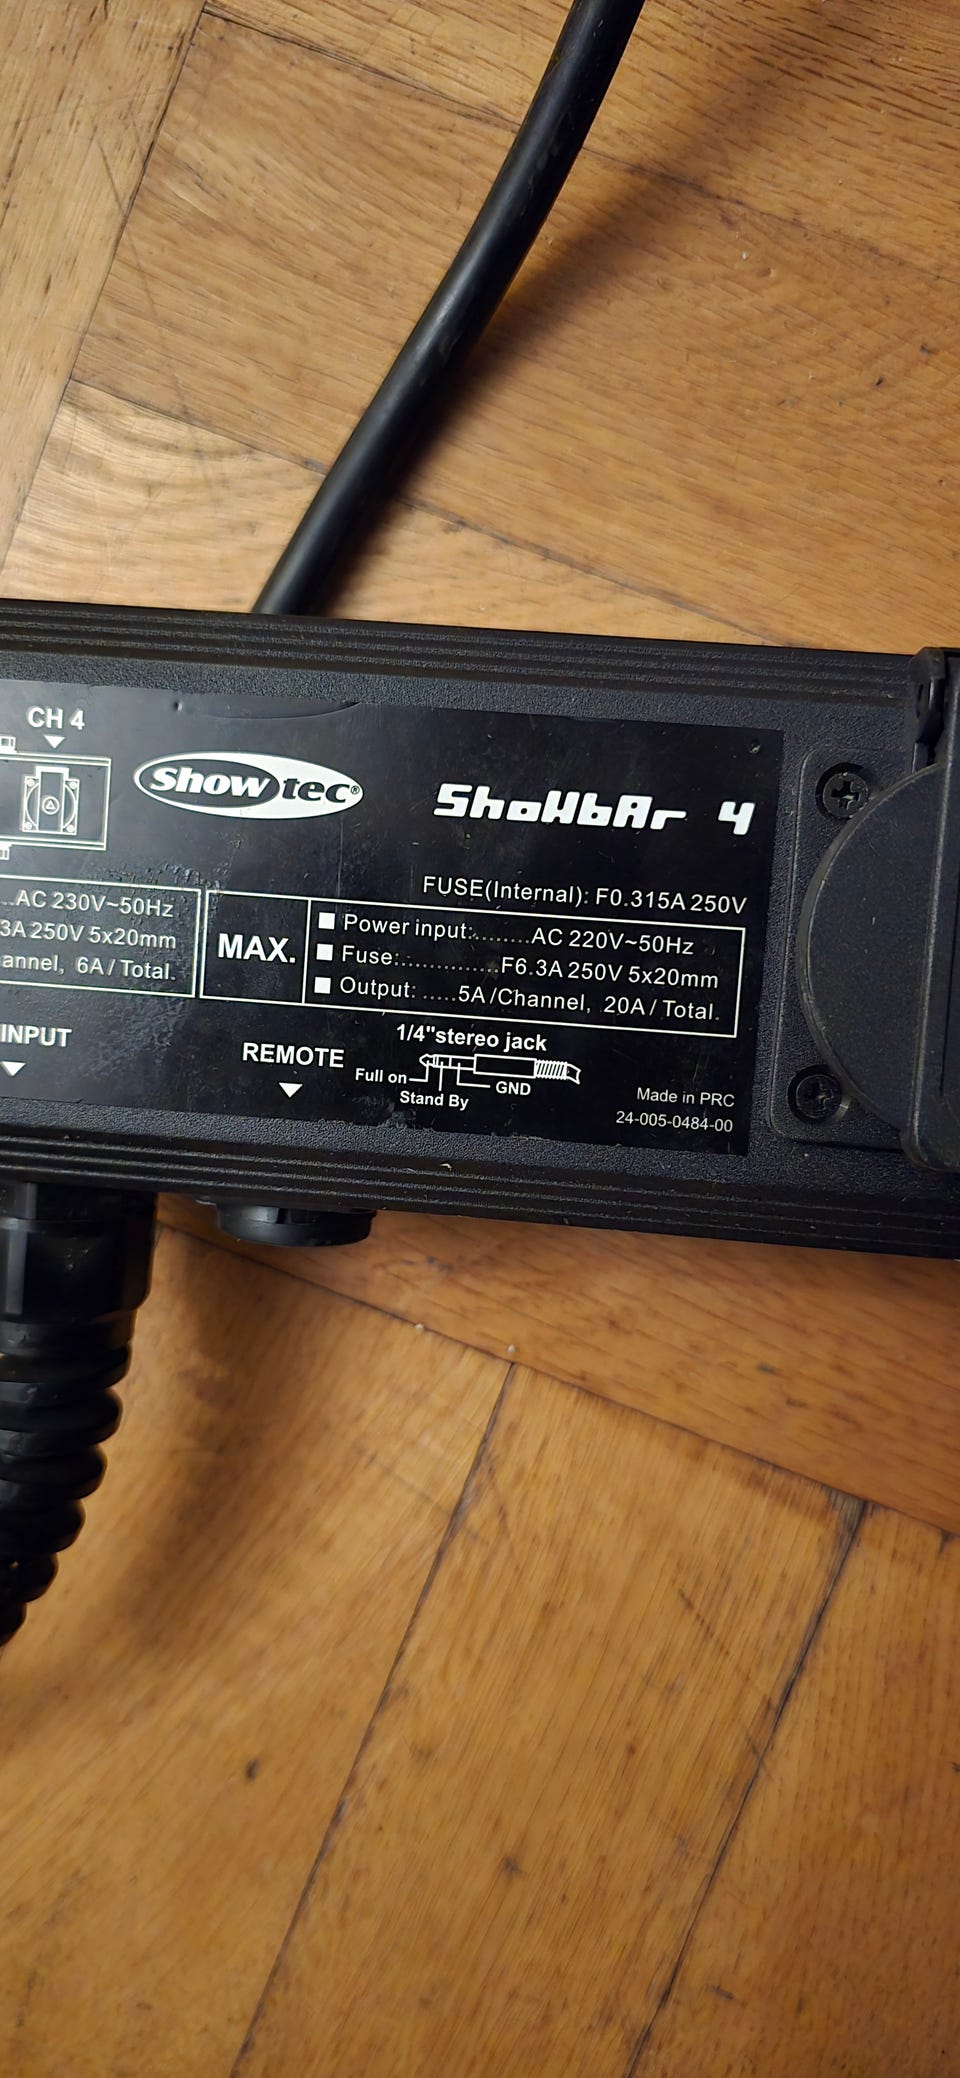 CH 4
Showtec®
ShowbAr 4
FUSE(Internal): F0.315A 250V
...AC 230V~50Hz
3A 250V 5x20mm
annel, 6A / Total.
MAX.
Power input:........AC 220V~50Hz
Fuse:..............F6.3A 250V 5x20mm
Output: .....5A /Channel, 20A / Total.
INPUT
REMOTE
1/4"stereo jack
Full on
Stand By
GND
Made in PRC
24-005-0484-00